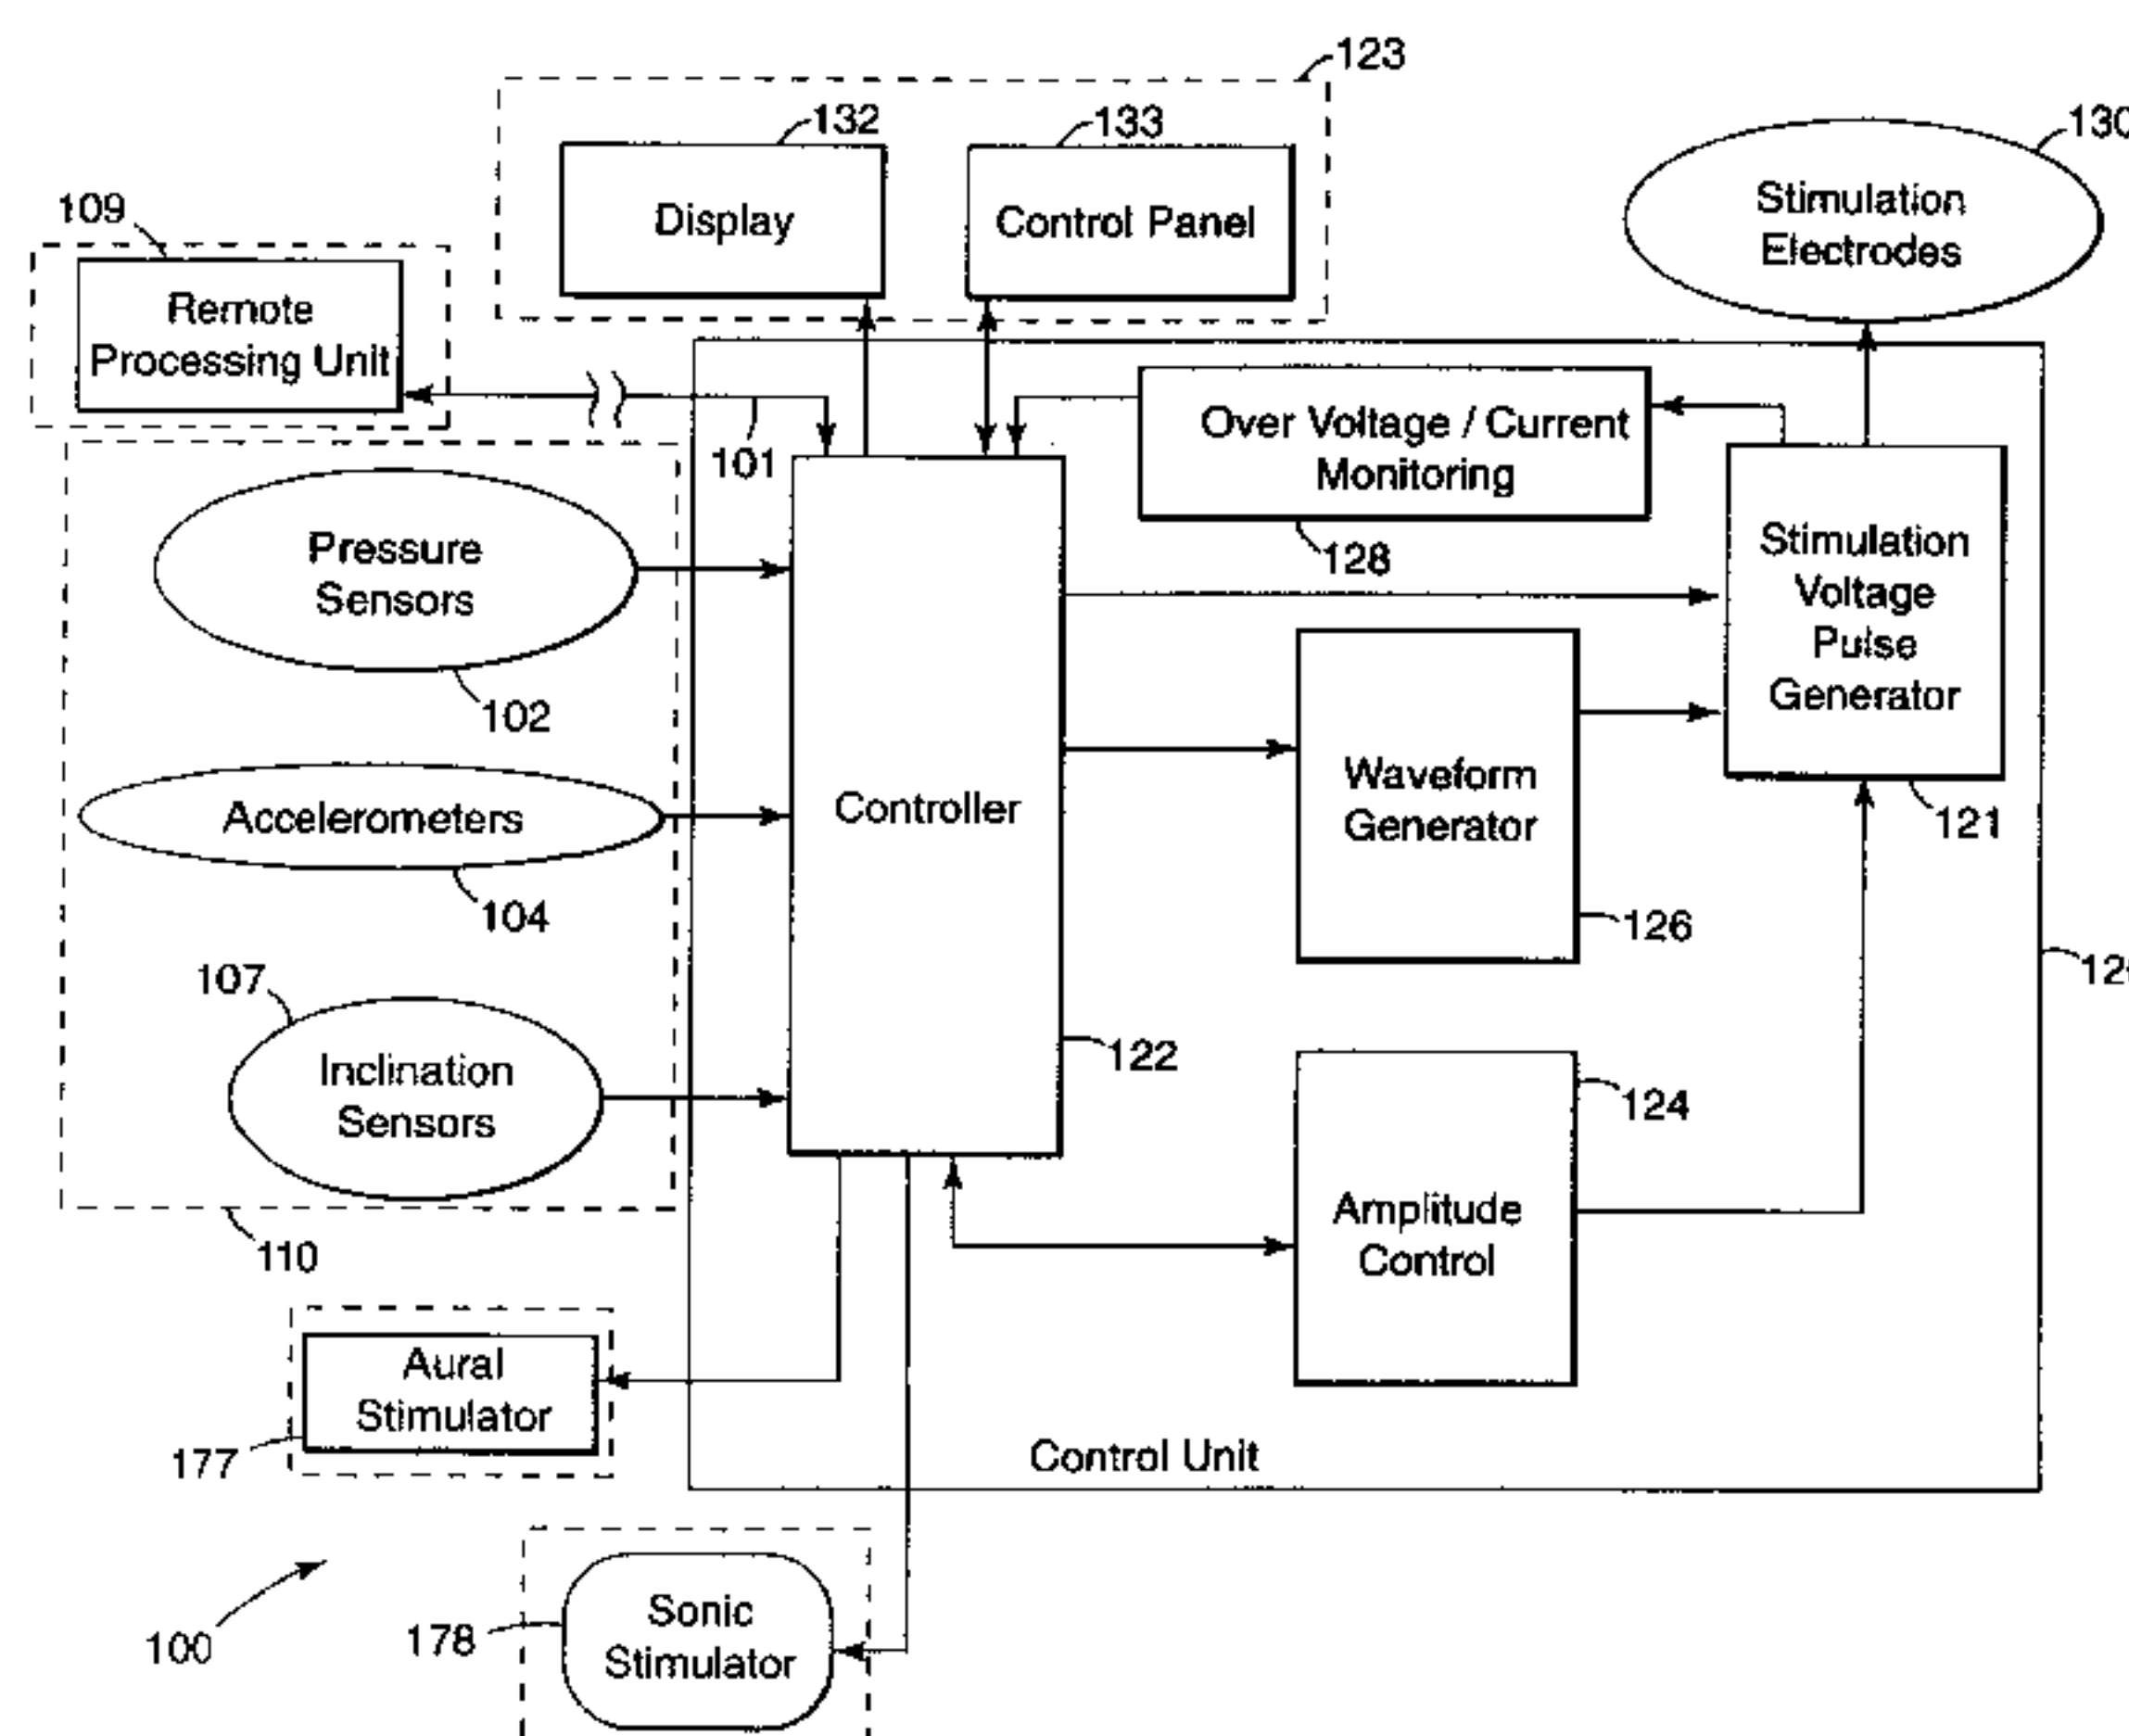 123
132
133
130
Display
Control Panel
Stimulation
Electrodes
109
Remote
Processing Unit
101
Over Voltage / Current
Monitoring
128
Stimulation
Voltage
Pulse
Generator
121
Pressure
Sensors
102
Accelerometers
104
107
Inclination
Sensors
110
Controller
122
Waveform
Generator
126
124
Amplitude
Control
Aural
Stimulator
177
Control Unit
Sonic
Stimulator
178
100